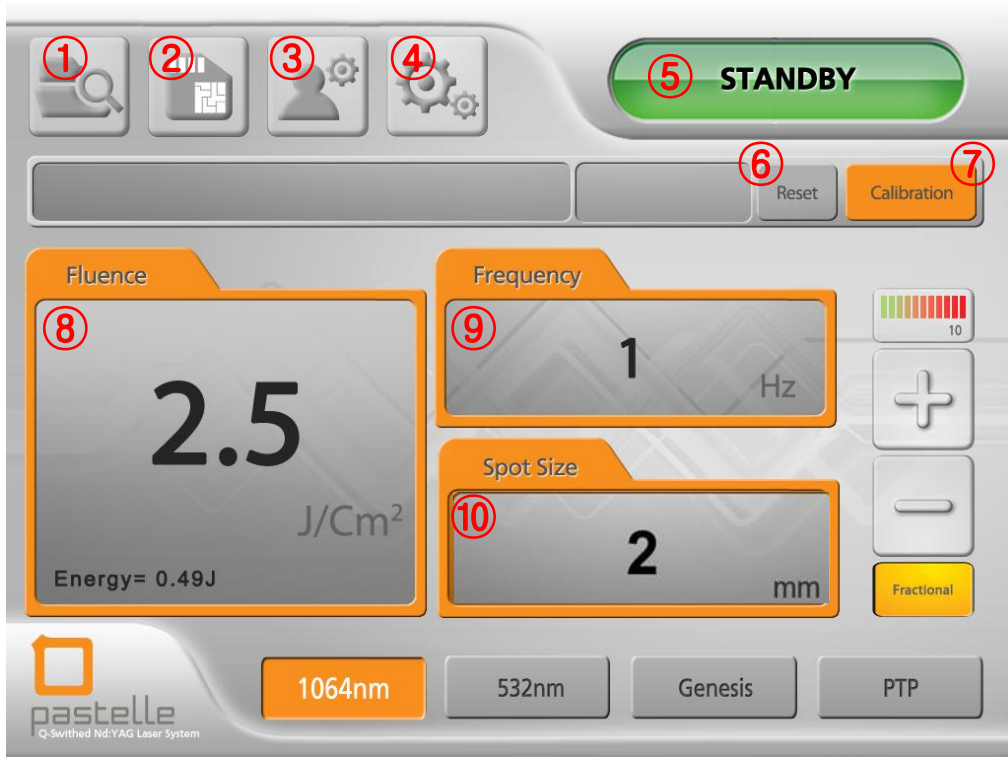 ① ② ③ ④
⑤ STANDBY
⑥ Reset
⑦ Calibration
Fluence
⑧
2.5
J/Cm²
Energy= 0.49J
Frequency
⑨
1
Hz
Spot Size
⑩
2
mm
10
Fractional
pastelle
Q-Swithed Nd:YAG Laser System
1064nm
532nm
Genesis
PTP